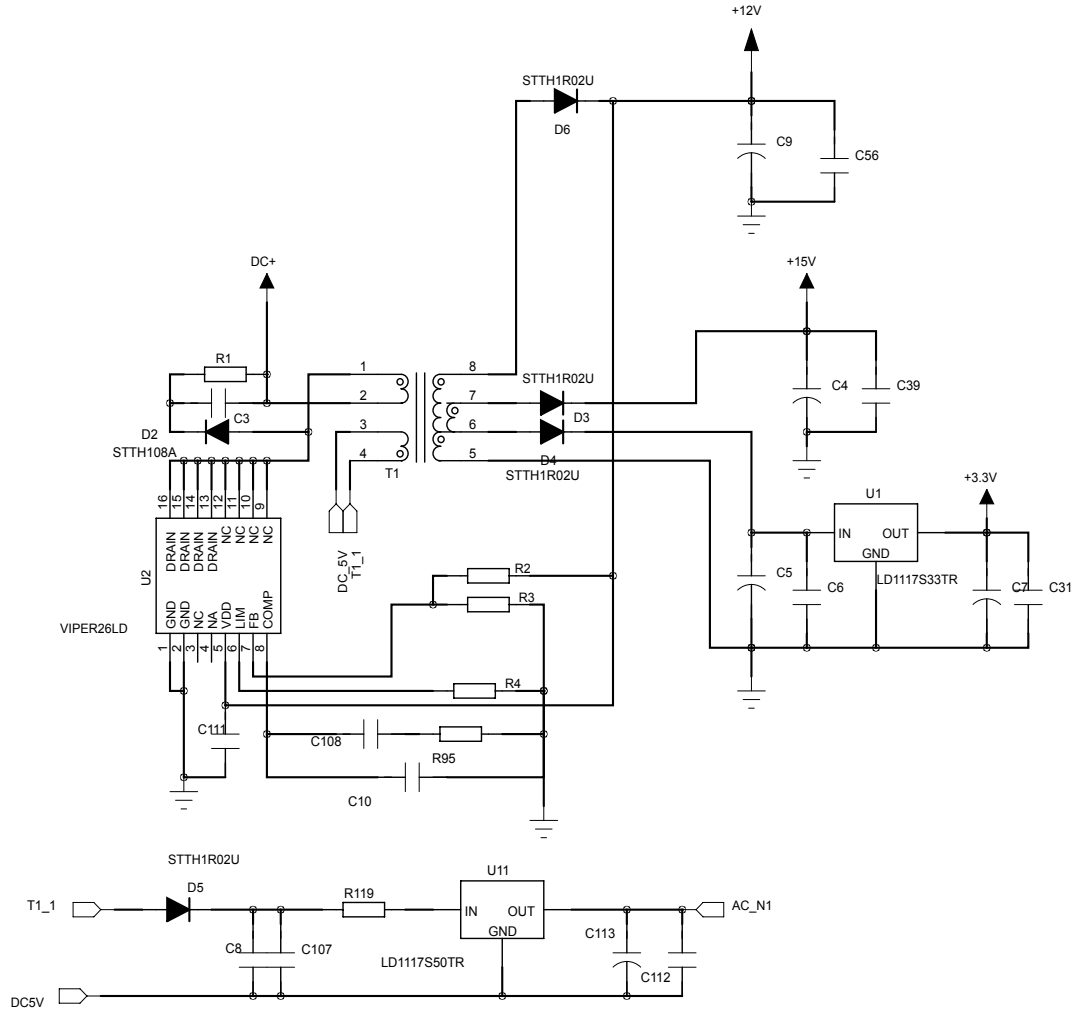 +12V
STTH1R02U
D6
C9
C56
DC+
+15V
R1
C3
D2
STTH108A
1
2
3
4
T1
8
7
6
5
STTH1R02U
D3
D4
STTH1R02U
C4
C39
U1
+3.3V
IN
OUT
GND
LD1117S33TR
C5
C6
C7
C31
16
15
14
13
12
11
10
9
DRAIN
DRAIN
DRAIN
DRAIN
NC
NC
NC
NC
U2
VIPER26LD
GND
GND
NC
NA
VDD
LIM
FB
COMP
1
2
3
4
5
6
7
8
DC_5V
T1_1
R2
R3
R4
C111
C108
R95
C10
STTH1R02U
D5
T1_1
R119
U11
IN
OUT
GND
LD1117S50TR
AC_N1
C8
C107
C113
C112
DC5V